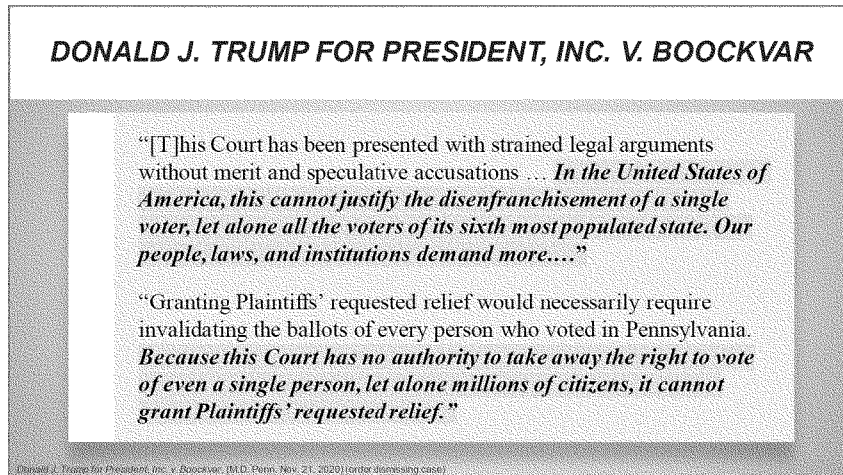 DONALD J. TRUMP FOR PRESIDENT, INC. V. BOOCKVAR
“[T]his Court has been presented with strained legal arguments
without merit and speculative accusations … In the United States of
America, this cannot justify the disenfranchisement of a single
voter, let alone all the voters of its sixth most populated state. Our
people, laws, and institutions demand more.…”
“Granting Plaintiffs’ requested relief would necessarily require
invalidating the ballots of every person who voted in Pennsylvania.
Because this Court has no authority to take away the right to vote
of even a single person, let alone millions of citizens, it cannot
grant Plaintiffs’ requested relief.”
Donald J. Trump for President, Inc. v. Boockvar, (M.D. Penn. Nov. 21, 2020) (order dismissing case)